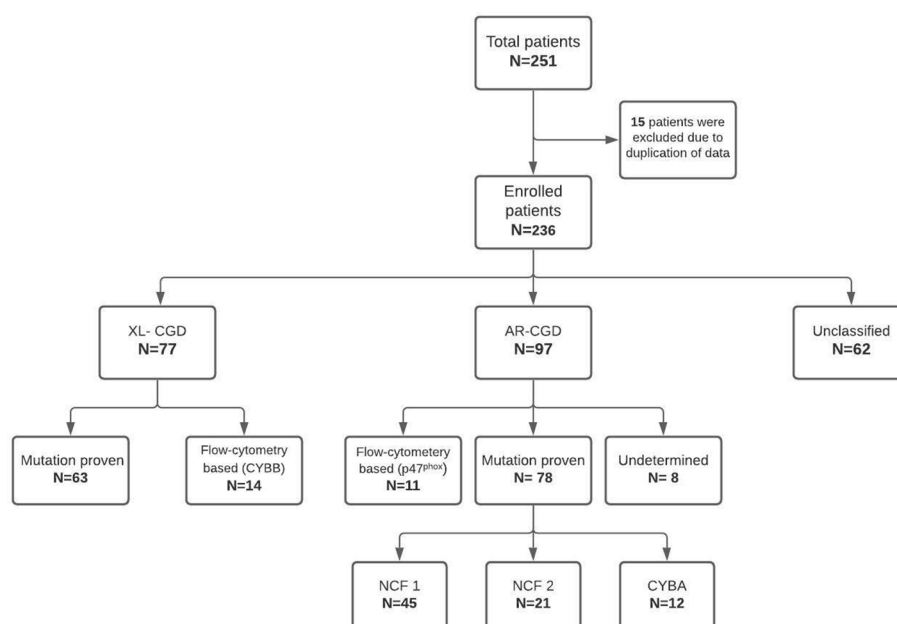 Total patients
N=251
15 patients were
excluded due to
duplication of data
Enrolled
patients
N=236
XL- CGD
N=77
AR-CGD
N=97
Unclassified
N=62
Mutation proven
N=63
Flow-cytometry
based (CYBB)
N=14
Flow-cytometery
based (p47phox)
N=11
Mutation proven
N= 78
Undetermined
N= 8
NCF 1
N=45
NCF 2
N=21
CYBA
N=12